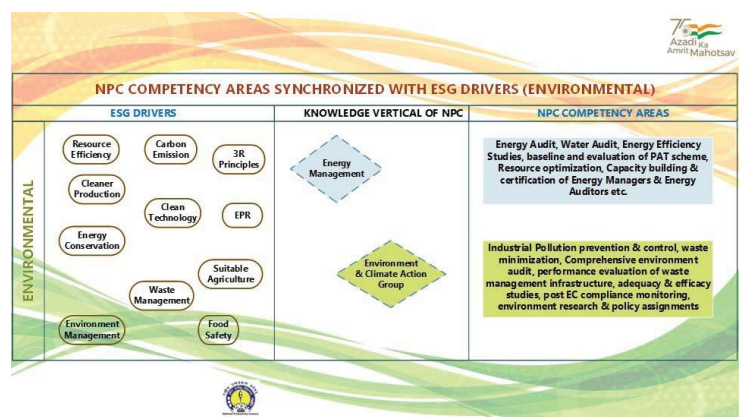 75
Azadi Ka
Amrit Mahotsav
NPC COMPETENCY AREAS SYNCHRONIZED WITH ESG DRIVERS (ENVIRONMENTAL)
ESG DRIVERS
KNOWLEDGE VERTICAL OF NPC
NPC COMPETENCY AREAS
ENVIRONMENTAL
Resource
Efficiency
Carbon
Emission
3R
Principles
Cleaner
Production
Clean
Technology
EPR
Energy
Conservation
Suitable
Agriculture
Waste
Management
Environment
Management
Food
Safety
Energy
Management
Environment
& Climate Action
Group
Energy Audit, Water Audit, Energy Efficiency
Studies, baseline and evaluation of PAT scheme,
Resource optimization, Capacity building &
certification of Energy Managers & Energy
Auditors etc.
Industrial Pollution prevention & control, waste
minimization, Comprehensive environment
audit, performance evaluation of waste
management infrastructure, adequacy & efficacy
studies, post EC compliance monitoring,
environment research & policy assignments